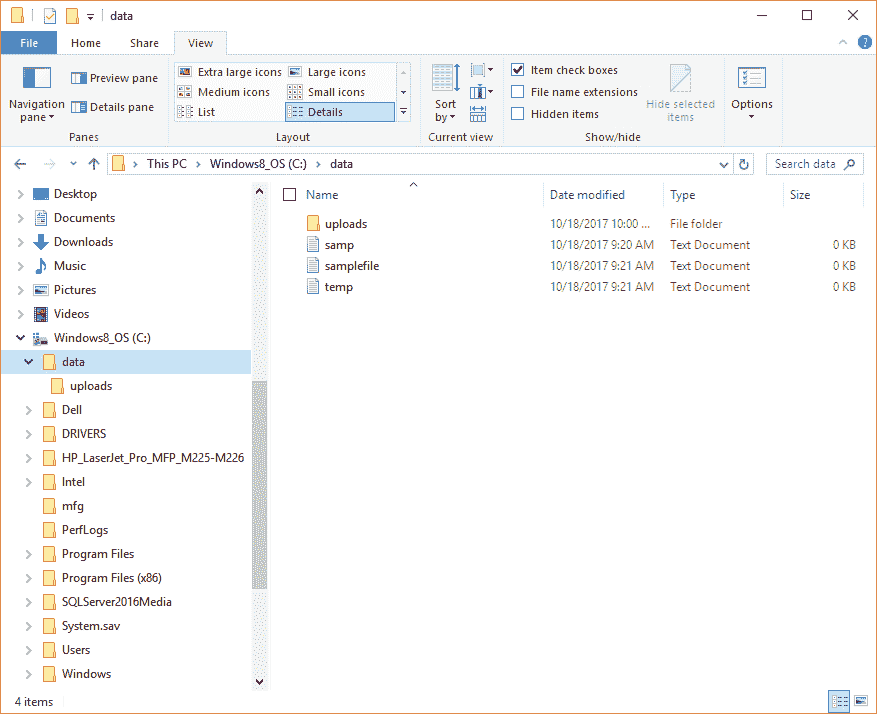 data
File Home Share View
Navigation pane
Preview pane
Details pane
Panes
Extra large icons Large icons
Medium icons Small icons
List Details
Layout
Sort by
Current view
Item check boxes
File name extensions
Hidden items
Hide selected items
Show/hide
Options
This PC Windows8_OS (C:) data
Search data
Desktop
Documents
Downloads
Music
Pictures
Videos
Windows8_OS (C:)
data
uploads
Dell
DRIVERS
HP_LaserJet_Pro_MFP_M225-M226
Intel
mfg
PerfLogs
Program Files
Program Files (x86)
SQLServer2016Media
System.sav
Users
Windows
Name Date modified Type Size
uploads 10/18/2017 10:00 ... File folder
samp 10/18/2017 9:20 AM Text Document 0 KB
samplefile 10/18/2017 9:21 AM Text Document 0 KB
temp 10/18/2017 9:21 AM Text Document 0 KB
4 items